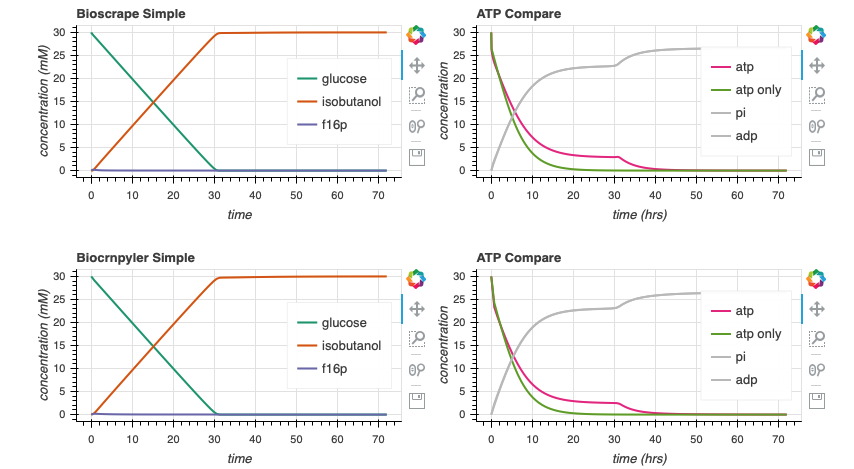 Bioscrape Simple
concentration (mM)
30
25
20
15
10
5
0
glucose
isobutanol
f16p
0 10 20 30 40 50 60 70
time
ATP Compare
concentration
30
25
20
15
10
5
0
atp
atp only
pi
adp
0 10 20 30 40 50 60 70
time (hrs)
Biocrnpyler Simple
concentration (mM)
30
25
20
15
10
5
0
glucose
isobutanol
f16p
0 10 20 30 40 50 60 70
time
ATP Compare
concentration
30
25
20
15
10
5
0
atp
atp only
pi
adp
0 10 20 30 40 50 60 70
time (hrs)